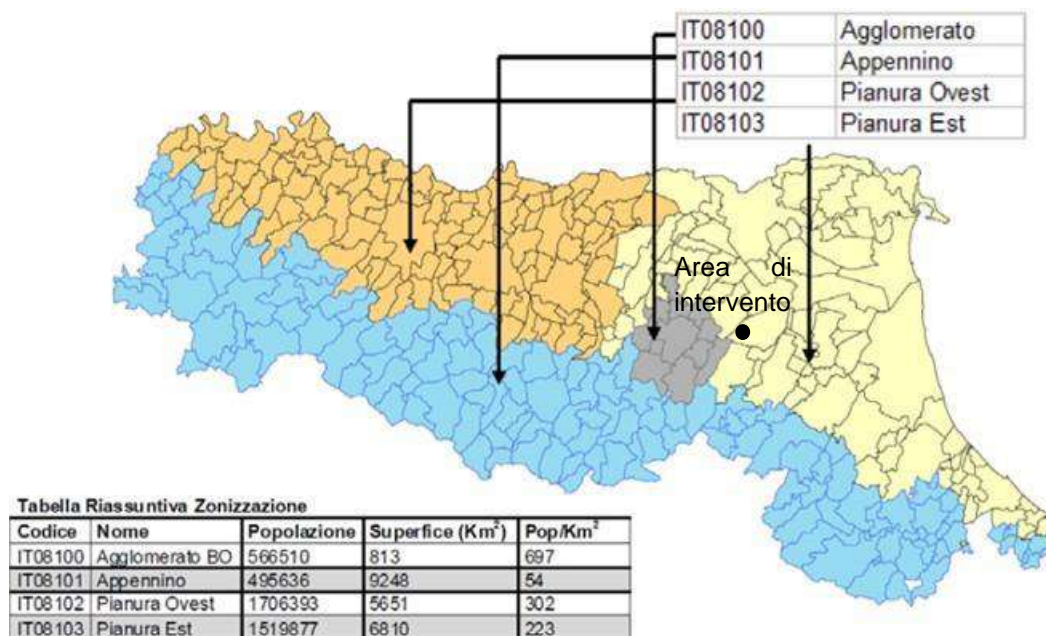 IT08100 Agglomerato
IT08101 Appennino
IT08102 Pianura Ovest
IT08103 Pianura Est
Area di
intervento
Tabella Riassuntiva Zonizzazione
Codice Nome Popolazione Superfice (Km²) Pop/Km²
IT08100 Agglomerato BO 566510 813 697
IT08101 Appennino 495636 9248 54
IT08102 Pianura Ovest 1706393 5651 302
IT08103 Pianura Est 1519877 6810 223